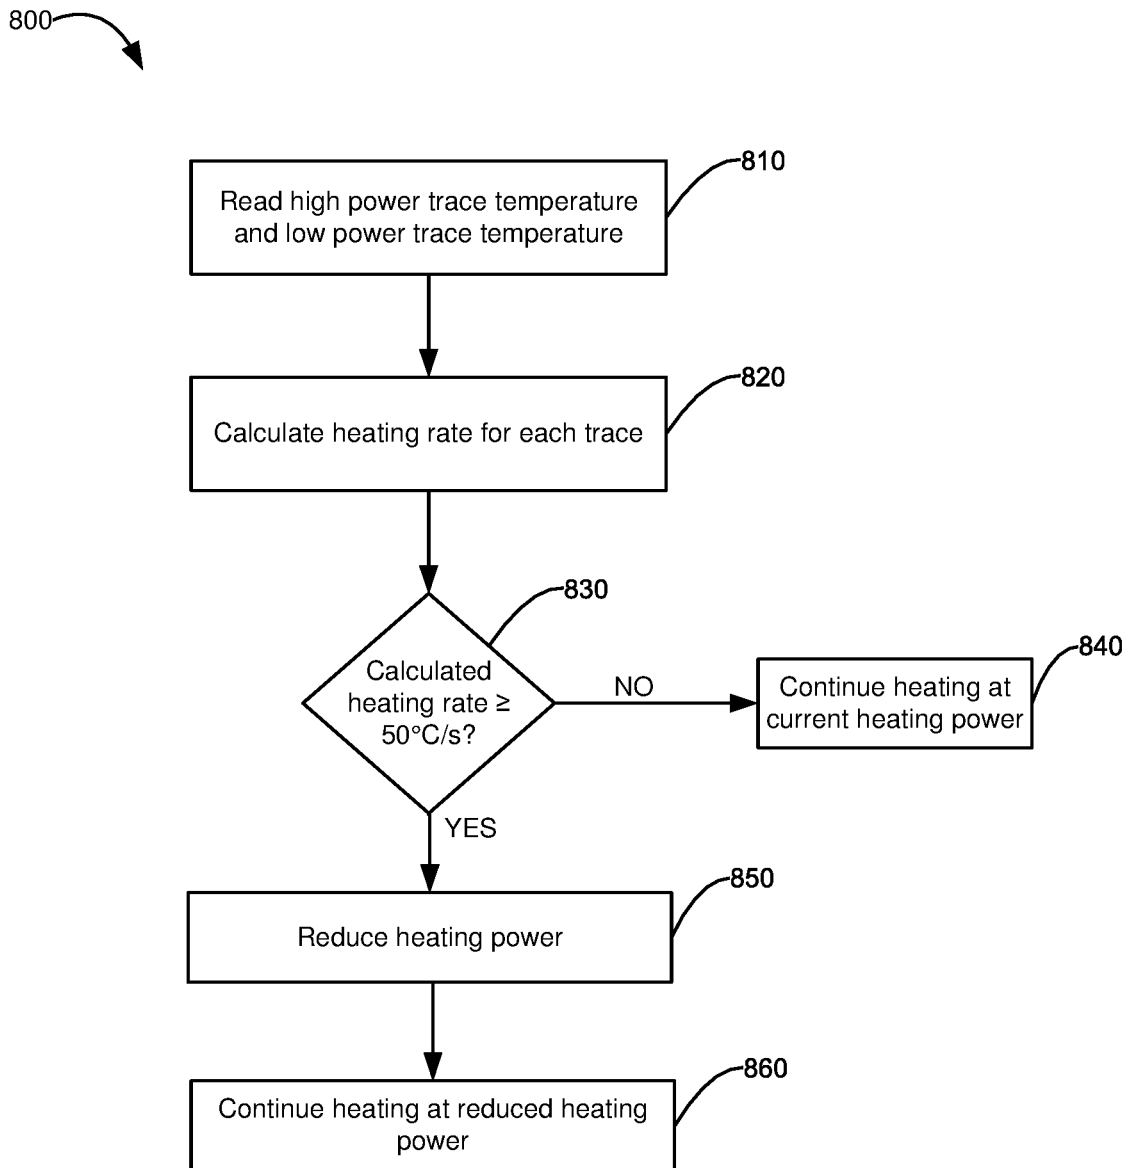 800
810
Read high power trace temperature
and low power trace temperature
820
Calculate heating rate for each trace
830
Calculated
heating rate ≥
50°C/s?
NO
840
Continue heating at
current heating power
YES
850
Reduce heating power
860
Continue heating at reduced heating
power